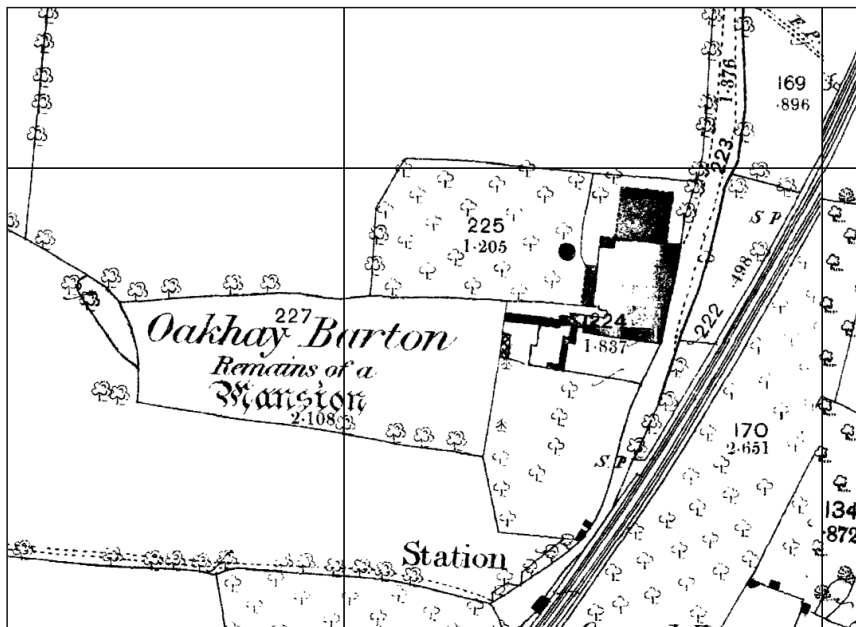 F. P.
1·376
169
·896
223
S P
225
1·205
·498
227
Oakhay Barton
224
222
Remains of a
1·837
Mansion
2·108
170
2·651
S P
134
·872
Station